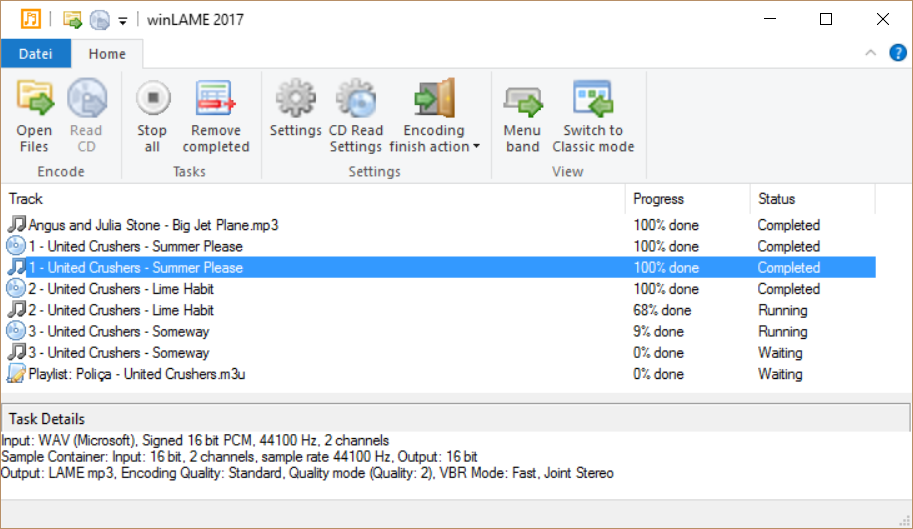 winLAME 2017
Datei Home
Open Files Read CD Stop all Remove completed Settings CD Read Settings Encoding finish action Menu band Switch to Classic mode
Encode Tasks Settings View
Track Progress Status
Angus and Julia Stone - Big Jet Plane.mp3 100% done Completed
1 - United Crushers - Summer Please 100% done Completed
1 - United Crushers - Summer Please 100% done Completed
2 - United Crushers - Lime Habit 100% done Completed
2 - United Crushers - Lime Habit 68% done Running
3 - United Crushers - Someway 9% done Running
3 - United Crushers - Someway 0% done Waiting
Playlist: Poliça - United Crushers.m3u 0% done Waiting
Task Details
Input: WAV (Microsoft), Signed 16 bit PCM, 44100 Hz, 2 channels
Sample Container: Input: 16 bit, 2 channels, sample rate 44100 Hz, Output: 16 bit
Output: LAME mp3, Encoding Quality: Standard, Quality mode (Quality: 2), VBR Mode: Fast, Joint Stereo